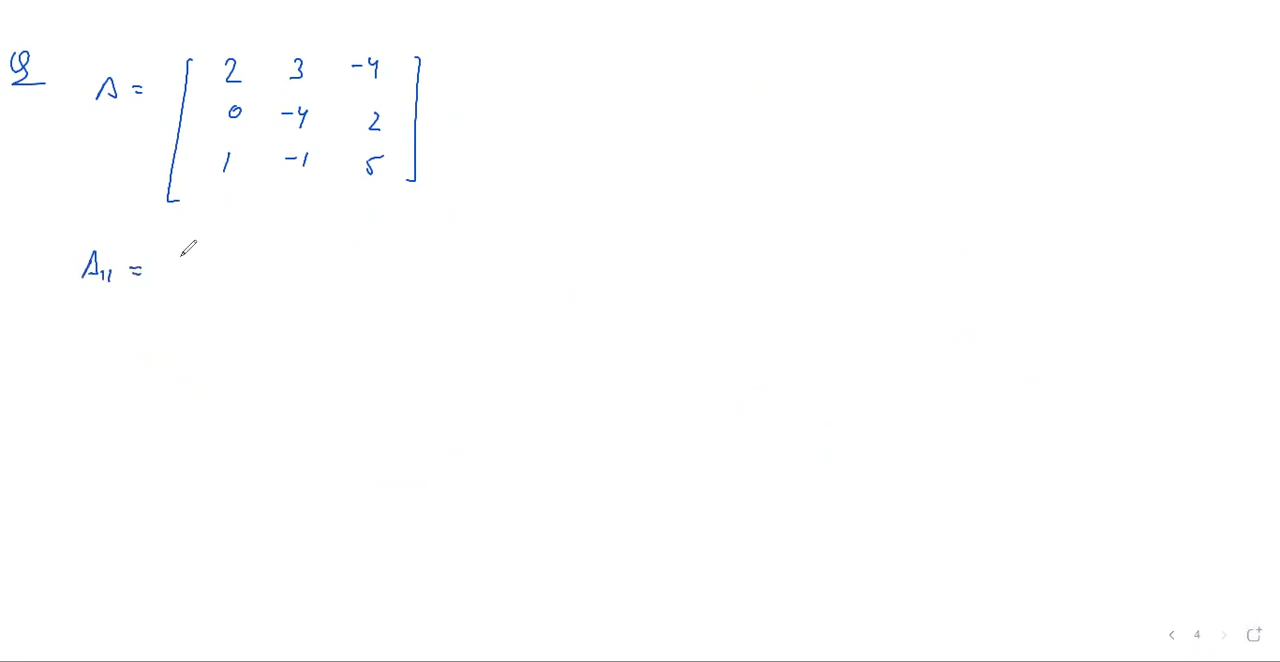 Q A = [ 2 3 -4
0 -4 2
1 -1 5 ]
A₁₁ =
< 4 >